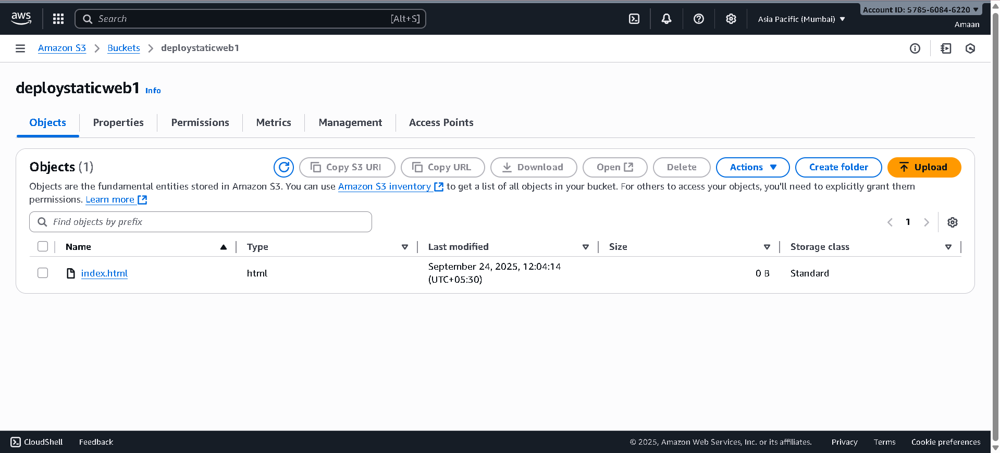 aws
Search [Alt+S]
Asia Pacific (Mumbai)
Account ID: 5785-6084-6220
Amaan
Amazon S3 > Buckets > deploystaticweb1
deploystaticweb1 Info
Objects Properties Permissions Metrics Management Access Points
Objects (1) Copy S3 URI Copy URL Download Open Delete Actions Create folder Upload
Objects are the fundamental entities stored in Amazon S3. You can use Amazon S3 inventory to get a list of all objects in your bucket. For others to access your objects, you'll need to explicitly grant them
permissions. Learn more
Find objects by prefix
1
Name Type Last modified Size Storage class
index.html html September 24, 2025, 12:04:14 (UTC+05:30) 0 B Standard
CloudShell Feedback © 2025, Amazon Web Services, Inc. or its affiliates. Privacy Terms Cookie preferences